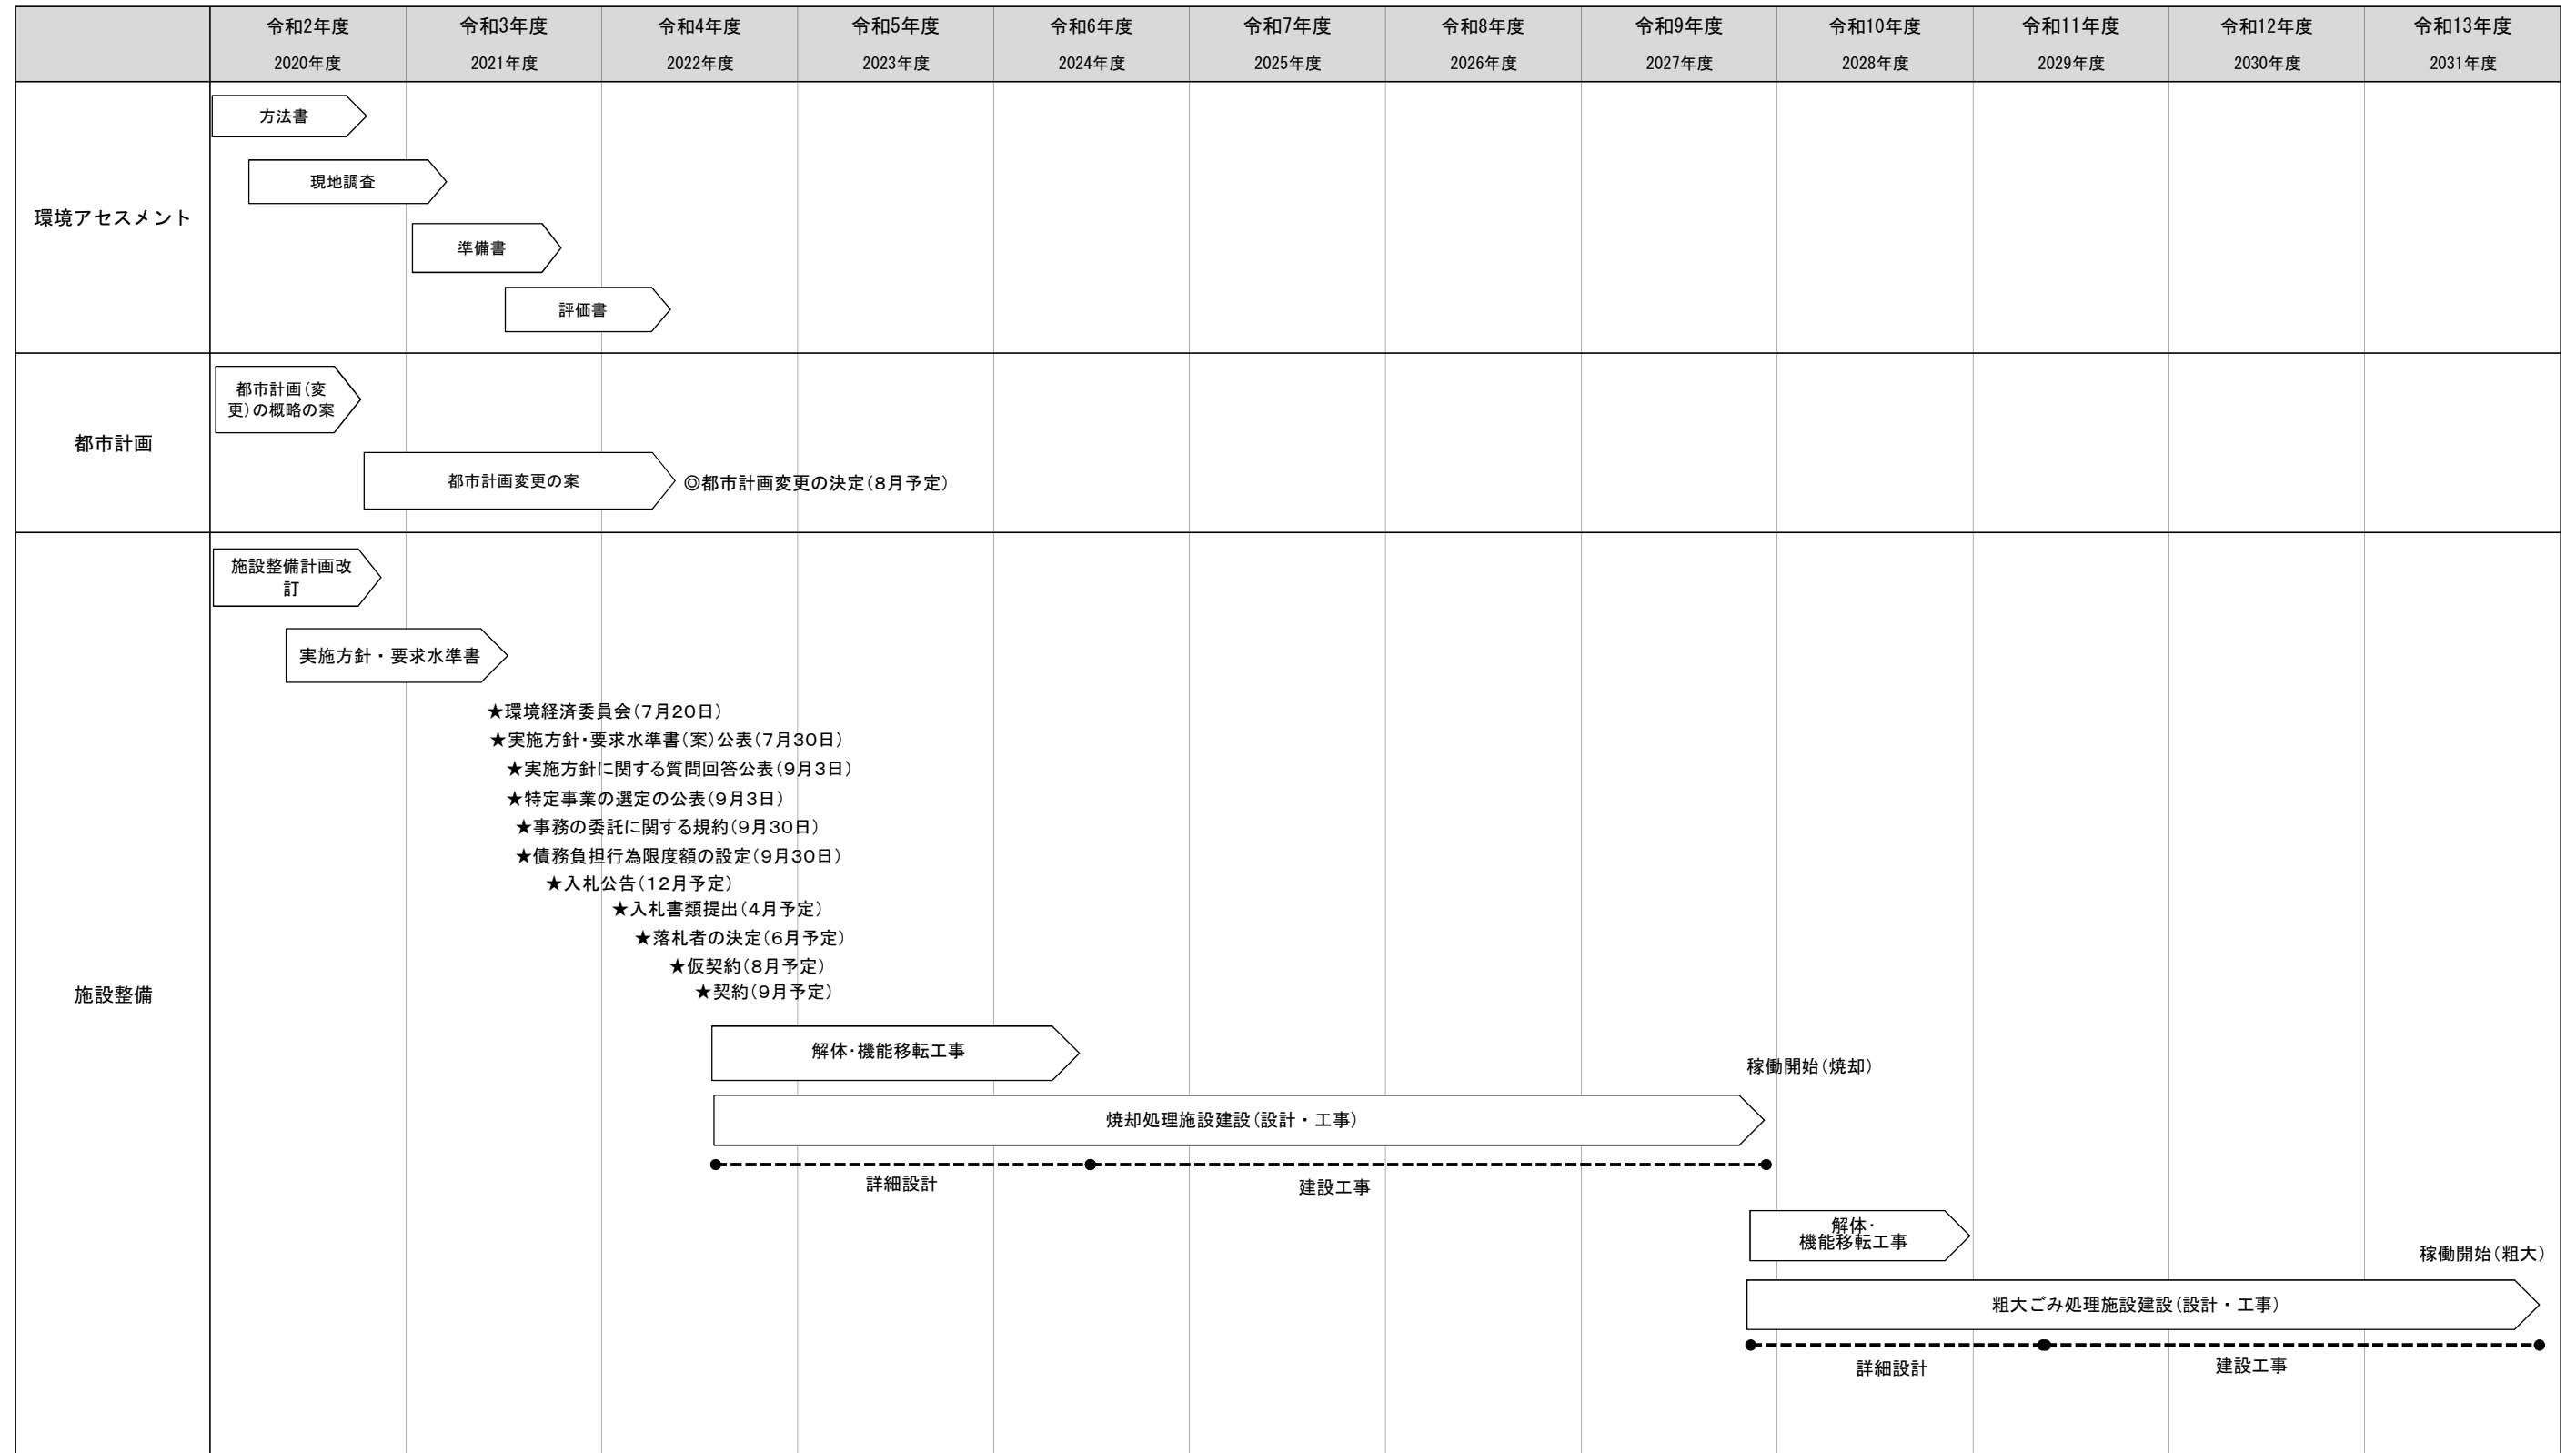 令和2年度 令和3年度 令和4年度 令和5年度 令和6年度 令和7年度 令和8年度 令和9年度 令和10年度 令和11年度 令和12年度 令和13年度
2020年度 2021年度 2022年度 2023年度 2024年度 2025年度 2026年度 2027年度 2028年度 2029年度 2030年度 2031年度
環境アセスメント
方法書
現地調査
準備書
評価書
都市計画
都市計画（変
更）の概略の案
都市計画変更の案
◎都市計画変更の決定（8月予定）
施設整備
施設整備計画改
訂
実施方針・要求水準書
★環境経済委員会（7月20日）
★実施方針・要求水準書（案）公表（7月30日）
★実施方針に関する質問回答公表（9月3日）
★特定事業の選定の公表（9月3日）
★事務の委託に関する規約（9月30日）
★債務負担行為限度額の設定（9月30日）
★入札公告（12月予定）
★入札書類提出（4月予定）
★落札者の決定（6月予定）
★仮契約（8月予定）
★契約（9月予定）
解体・機能移転工事
稼働開始（焼却）
焼却処理施設建設（設計・工事）
詳細設計
建設工事
解体・
機能移転工事
稼働開始（粗大）
粗大ごみ処理施設建設（設計・工事）
詳細設計
建設工事